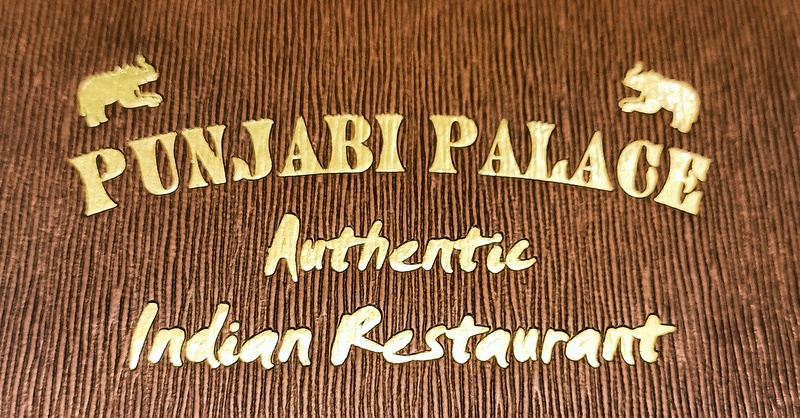 PUNJABI PALACE
Authentic
Indian Restaurant